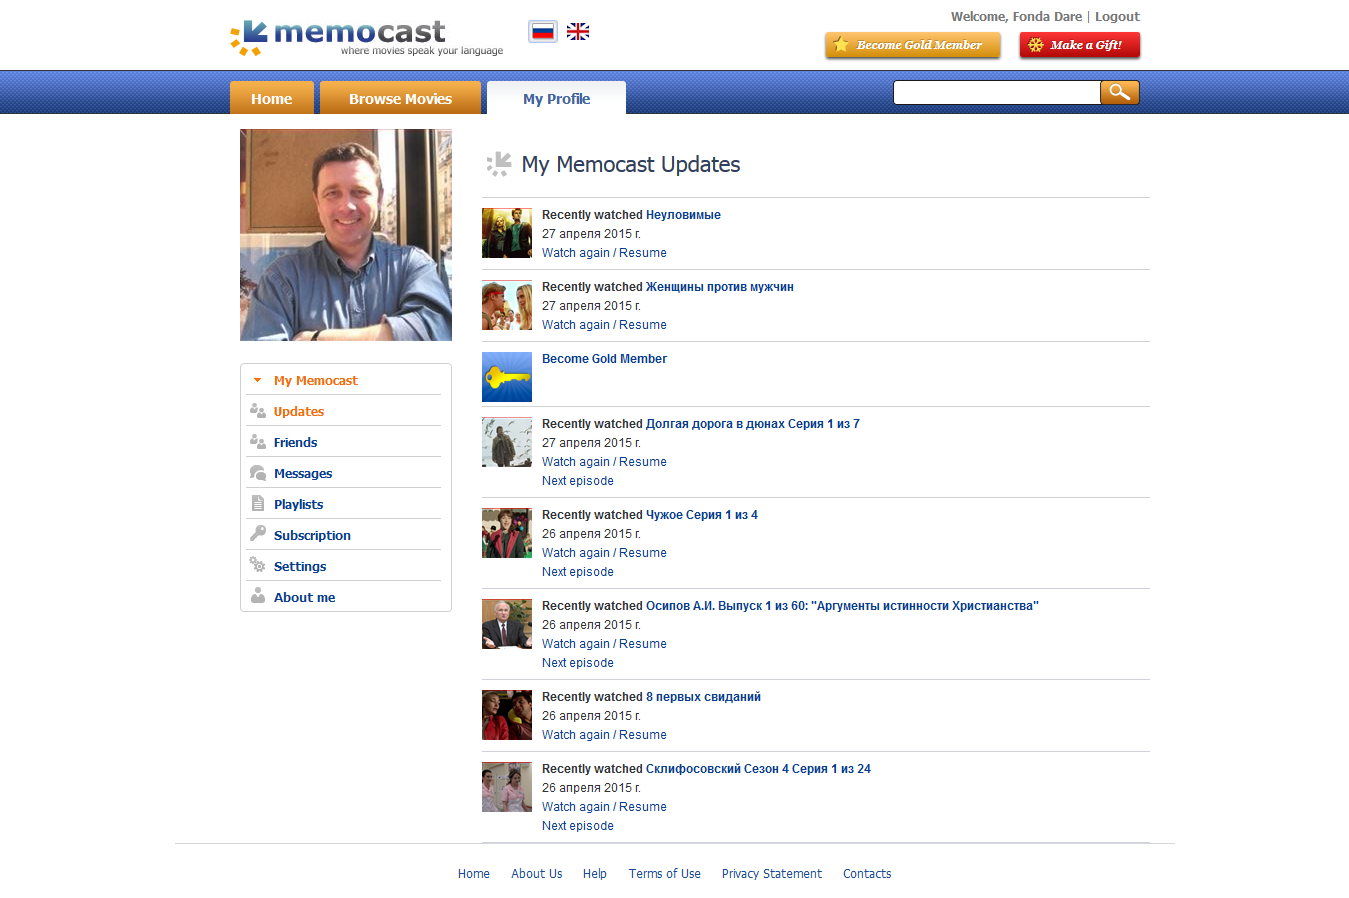 memocast
where movies speak your language
Welcome, Fonda Dare | Logout
Become Gold Member
Make a Gift!
Home
Browse Movies
My Profile
My Memocast Updates
Recently watched Неуловимые
27 апреля 2015 г.
Watch again / Resume
Recently watched Женщины против мужчин
27 апреля 2015 г.
Watch again / Resume
Become Gold Member
Recently watched Долгая дорога в дюнах Серия 1 из 7
27 апреля 2015 г.
Watch again / Resume
Next episode
Recently watched Чужое Серия 1 из 4
26 апреля 2015 г.
Watch again / Resume
Next episode
Recently watched Осипов А.И. Выпуск 1 из 60: "Аргументы истинности Христианства"
26 апреля 2015 г.
Watch again / Resume
Next episode
Recently watched 8 первых свиданий
26 апреля 2015 г.
Watch again / Resume
Recently watched Склифосовский Сезон 4 Серия 1 из 24
26 апреля 2015 г.
Watch again / Resume
Next episode
My Memocast
Updates
Friends
Messages
Playlists
Subscription
Settings
About me
Home About Us Help Terms of Use Privacy Statement Contacts